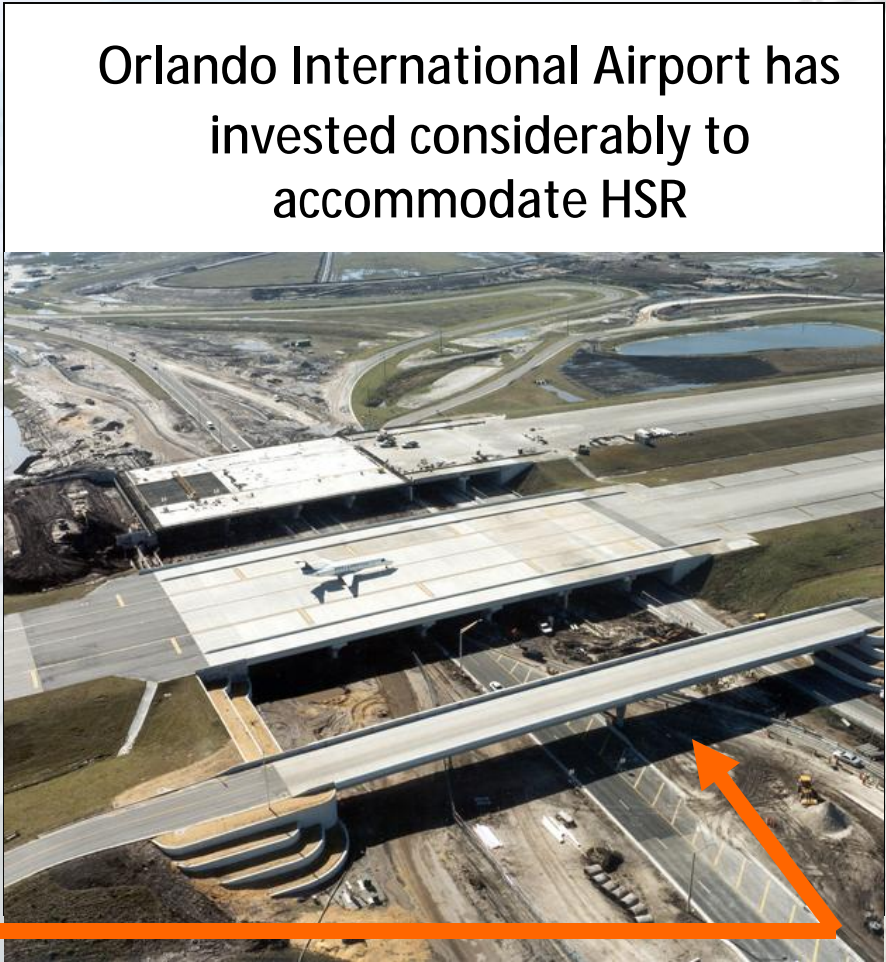 Orlando International Airport has
invested considerably to
accommodate HSR